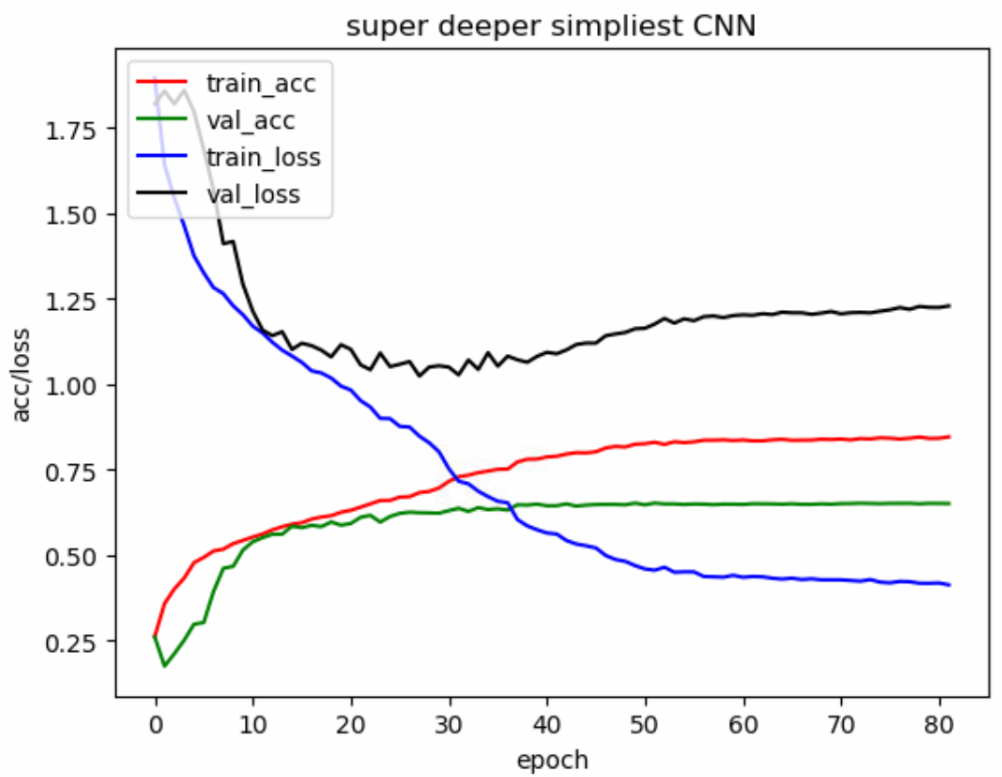 super deeper simpliest CNN
train_acc
val_acc
train_loss
val_loss
acc/loss
1.75
1.50
1.25
1.00
0.75
0.50
0.25
0 10 20 30 40 50 60 70 80
epoch